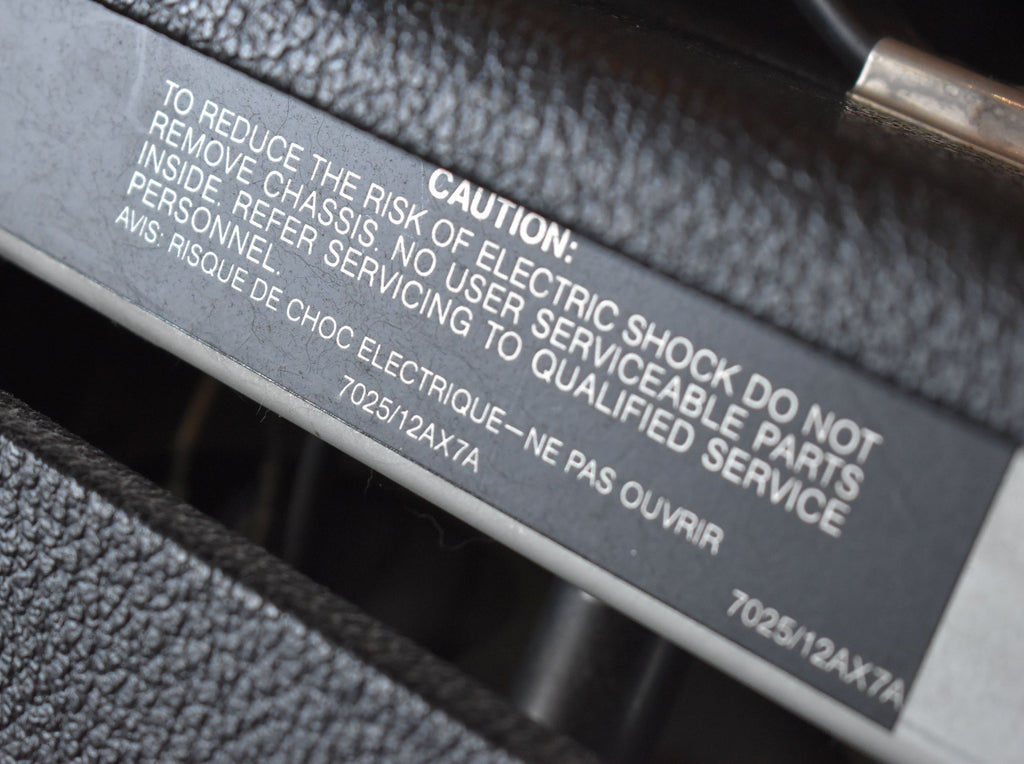 CAUTION:
TO REDUCE THE RISK OF ELECTRIC SHOCK DO NOT
REMOVE CHASSIS. NO USER SERVICEABLE PARTS
INSIDE. REFER SERVICING TO QUALIFIED SERVICE
PERSONNEL.
AVIS: RISQUE DE CHOC ELECTRIQUE—NE PAS OUVRIR
7025/12AX7A
7025/12AX7A